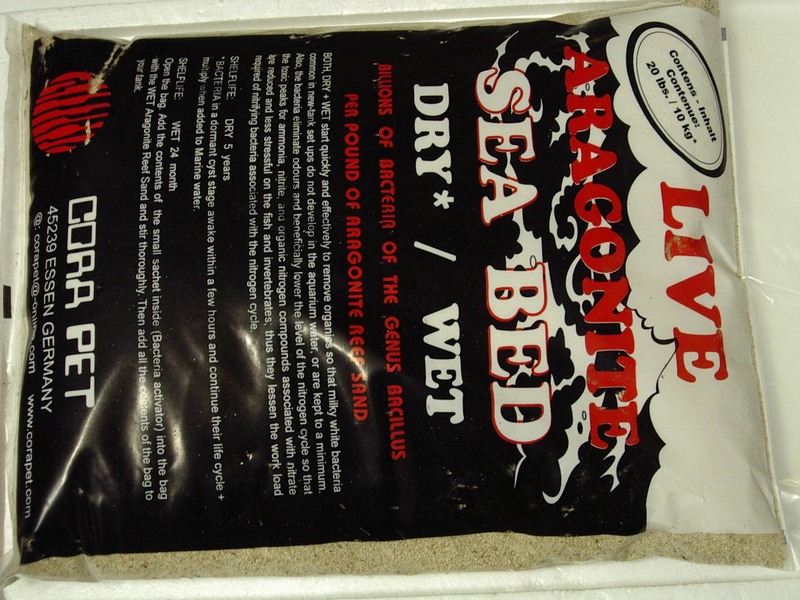 Contens - Inhalt
Contenue:
20 lbs. / 10 kg*
LIVE
ARAGONITE
SEA BED
DRY* / WET
BILLIONS OF BACTERIA OF THE GENUS BACILLUS
PER POUND OF ARAGONITE REEF SAND
BOTH, DRY + WET start quickly and effectively to remove organics so that milky white bacteria
common in new-tank set ups do not develop in the aquarium water, or are kept to a minimum.
Also, the bacteria eliminate odours and beneficially lower the level of the nitrogen cycle so that
the toxic peaks for ammonia, nitrite, and organic nitrogen compounds associated with nitrate
are reduced and less stressful on the fish and invertebrates; thus they lessen the work load
required of nitrifying bacteria associated with the nitrogen cycle.
SHELFLIFE: DRY 5 years
*BACTERIA in a dormant cyst stage awake within a few hours and continue their life cycle +
multiply when added to Marine water.
SHELFLIFE: WET 24 month
Open the bag. Add the contents of the small sachet inside (Bacteria activator) into the bag
with the WET Aragonite Reef Sand and stir thoroughly. Then add all the contents of the bag to
your tank.
CORA PET
45239 ESSEN GERMANY
@: corapet@ .com www.corapet.com